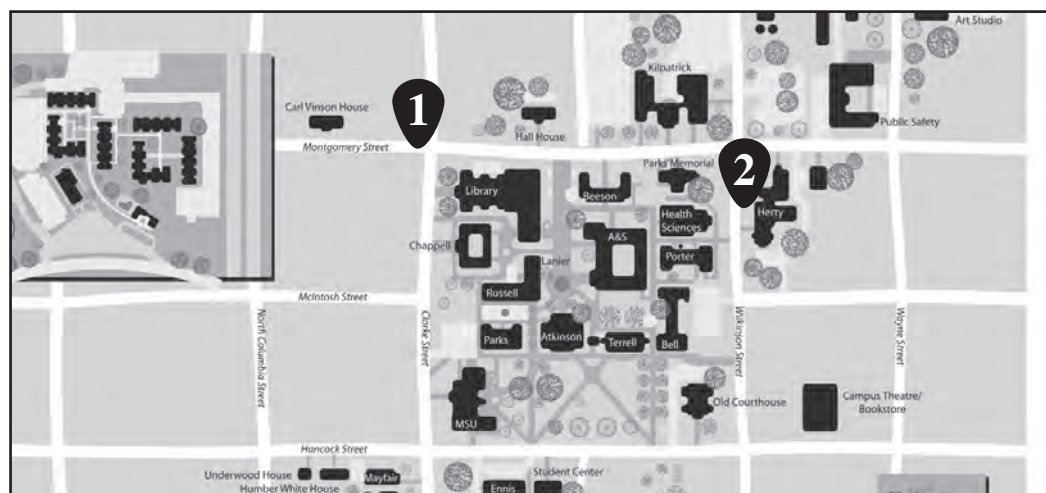 Art Studio
Kilpatrick
Carl Vinson House
1
Hall House
Public Safety
Montgomery Street
Parks Memorial
2
Library
Beeson
Health
Sciences
Herty
Chappell
A&S
Lanier
Porter
Russell
McIntosh Street
North Columbia Street
Clarke Street
Wilkinson Street
Wayne Street
Parks
Atkinson
Terrell
Bell
Old Courthouse
Campus Theatre/
Bookstore
MSU
Hancock Street
Underwood House
Mayfair
Student Center
Humber White House
Ennis